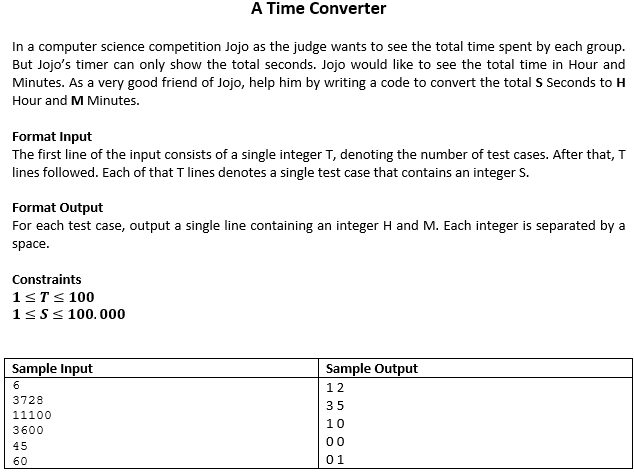 A Time Converter
In a computer science competition Jojo as the judge wants to see the total time spent by each group.
But Jojo's timer can only show the total seconds. Jojo would like to see the total time in Hour and
Minutes. As a very good friend of Jojo, help him by writing a code to convert the total S Seconds to H
Hour and M Minutes.
Format Input
The first line of the input consists of a single integer T, denoting the number of test cases. After that, T
lines followed. Each of that T lines denotes a single test case that contains an integer S.
Format Output
For each test case, output a single line containing an integer H and M. Each integer is separated by a
space.
Constraints
1 ≤ T ≤ 100
1 ≤ S ≤ 100.000
Sample Input
6
3728
11100
3600
45
60
Sample Output
1 2
3 5
1 0
0 0
0 1